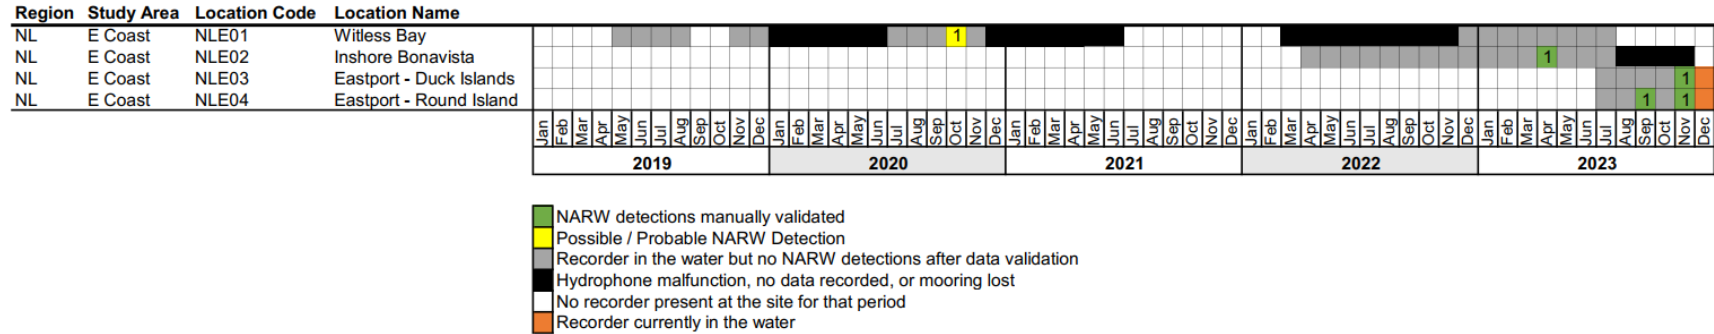 Region Study Area Location Code Location Name
NL E Coast NLE01 Witless Bay 1
NL E Coast NLE02 Inshore Bonavista 1
NL E Coast NLE03 Eastport - Duck Islands 1
NL E Coast NLE04 Eastport - Round Island 1 1
Jan Feb Mar Apr May Jun Jul Aug Sep Oct Nov Dec Jan Feb Mar Apr May Jun Jul Aug Sep Oct Nov Dec Jan Feb Mar Apr May Jun Jul Aug Sep Oct Nov Dec Jan Feb Mar Apr May Jun Jul Aug Sep Oct Nov Dec Jan Feb Mar Apr May Jun Jul Aug Sep Oct Nov Dec
2019 2020 2021 2022 2023
NARW detections manually validated
Possible / Probable NARW Detection
Recorder in the water but no NARW detections after data validation
Hydrophone malfunction, no data recorded, or mooring lost
No recorder present at the site for that period
Recorder currently in the water